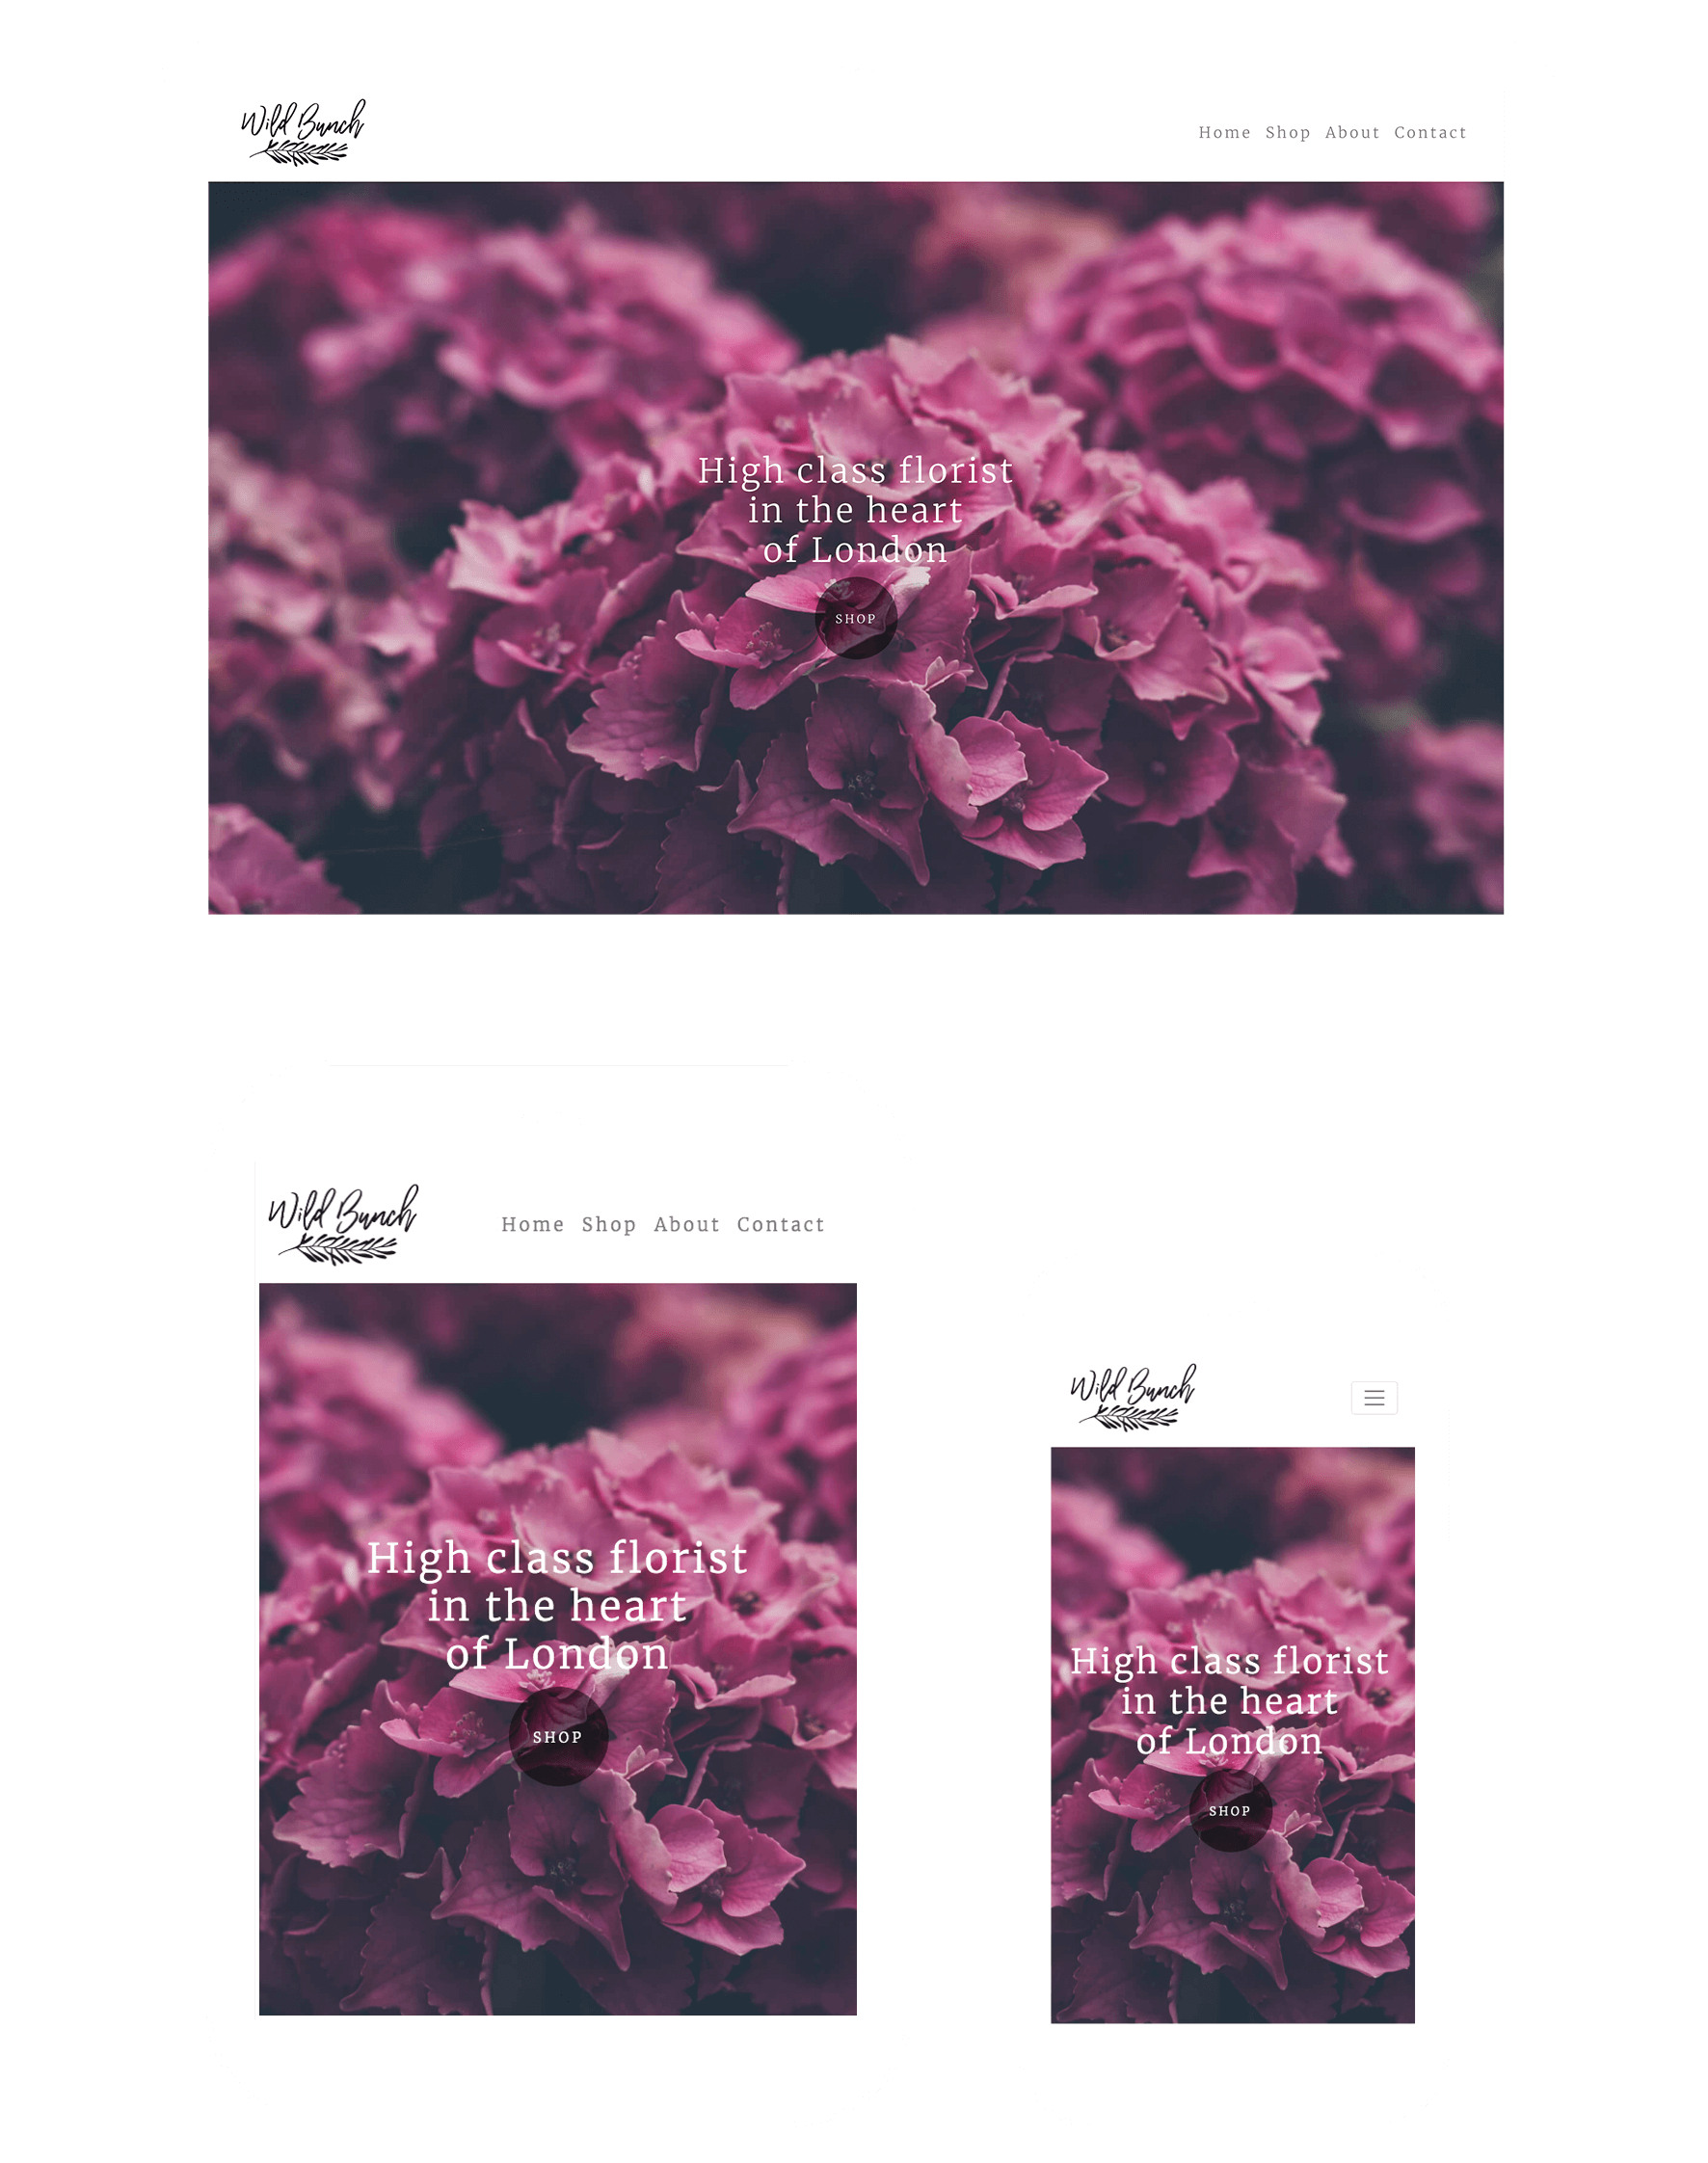 Wild Bunch
Home Shop About Contact
High class florist
in the heart
of London
SHOP
Wild Bunch
Home Shop About Contact
High class florist
in the heart
of London
SHOP
Wild Bunch
High class florist
in the heart
of London
SHOP